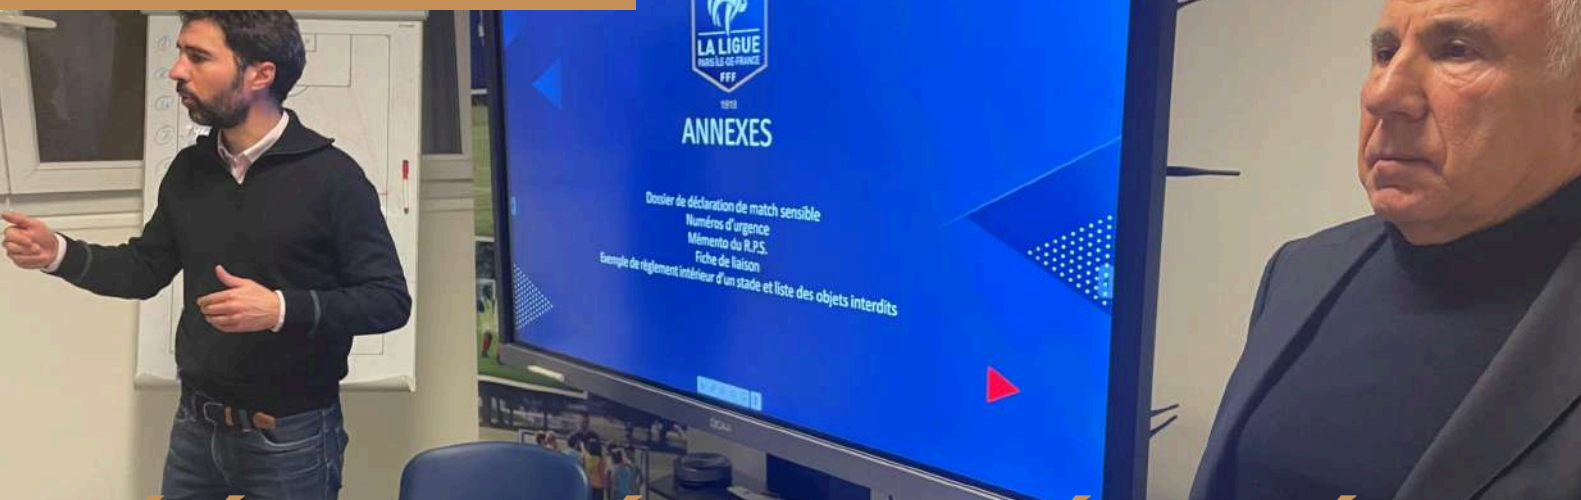 LA LIGUE
PARIS ÎLE-DE-FRANCE
FFF
1919
ANNEXES
Dossier de déclaration de match sensible
Numéros d'urgence
Mémento du R.P.S.
Fiche de liaison
Exemple de règlement intérieur d'un stade et liste des objets interdits